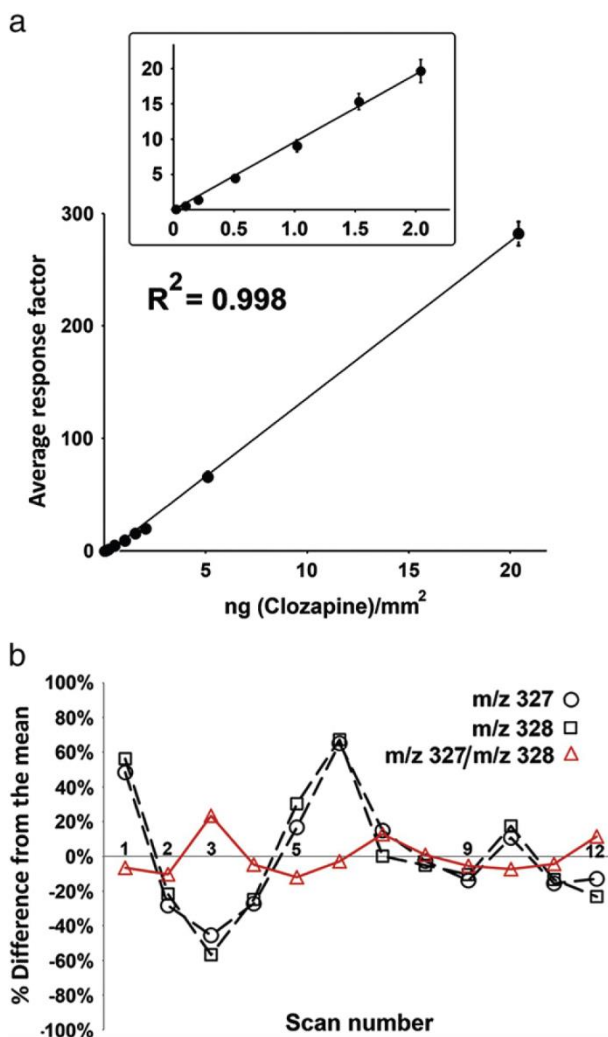 a
20
15
10
5
0 0.5 1.0 1.5 2.0
300
R2 = 0.998
200
100
0
5 10 15 20
Average response factor
ng (Clozapine)/mm2
b
100%
80%
60%
40%
20%
0%
-20%
-40%
-60%
-80%
-100%
% Difference from the mean
m/z 327
m/z 328
m/z 327/m/z 328
1 2 3 5 9 12
Scan number